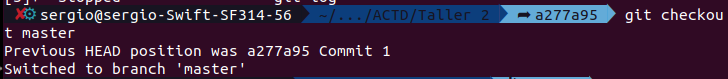 sergio@sergio-Swift-SF314-56 ~/.../ACTD/Taller 2 ➦ a277a95 git checkou
t master
Previous HEAD position was a277a95 Commit 1
Switched to branch 'master'